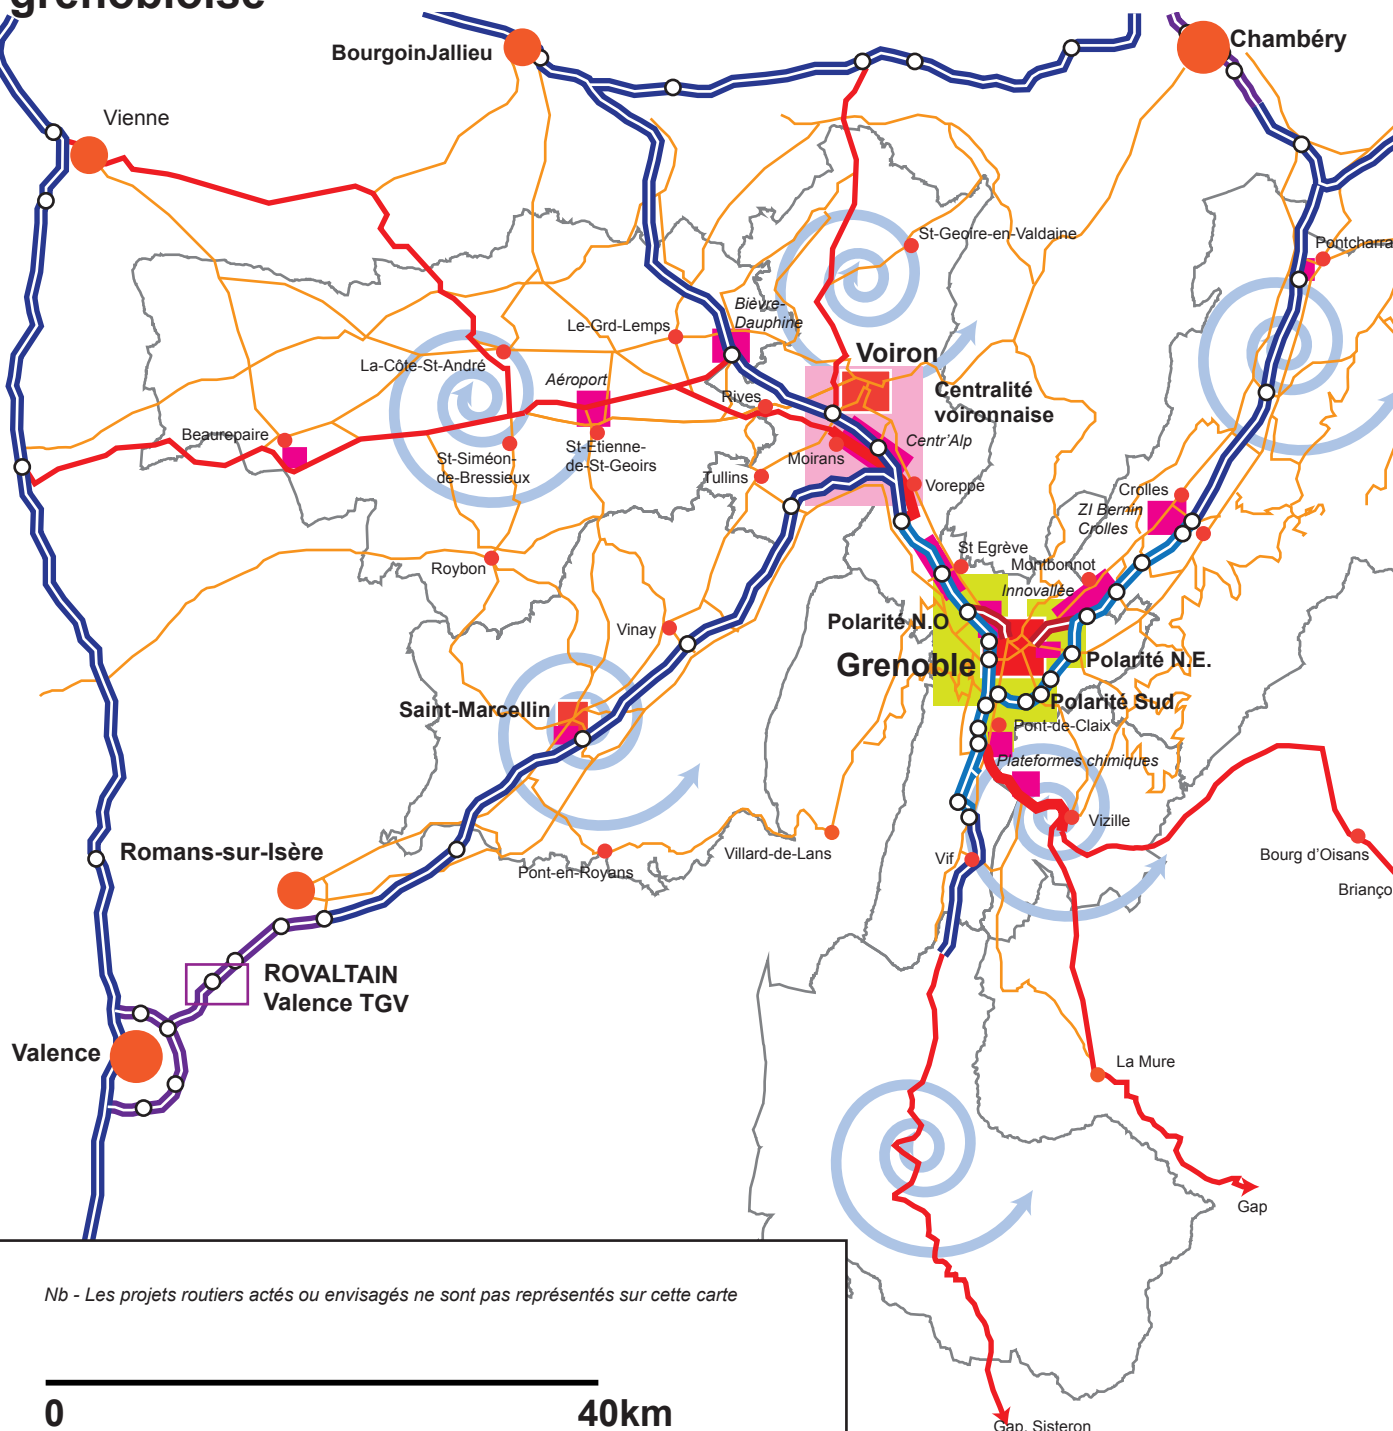 grenobloise
BourgoinJallieu
Chambéry
Vienne
St-Geoire-en-Valdaine
Pontcharra
Bièvre-
Dauphine
Le-Grd-Lemps
Voiron
La-Côte-St-André
Aéroport
Centralité
voironnaise
Rives
Beaurepaire
Centr'Alp
St-Etienne-
de-St-Geoirs
St-Siméon-
de-Bressieux
Moirans
Tullins
Voreppe
Crolles
ZI Bernin
Crolles
St Egrève
Montbonnot
Roybon
Innovallée
Polarité N.O
Vinay
Grenoble
Polarité N.E.
Saint-Marcellin
Polarité Sud
Pont-de-Claix
Plateformes chimiques
Vizille
Romans-sur-Isère
Villard-de-Lans
Vif
Bourg d'Oisans
Pont-en-Royans
Brianço
ROVALTAIN
Valence TGV
Valence
La Mure
Gap
Nb - Les projets routiers actés ou envisagés ne sont pas représentés sur cette carte
0 40km
Gap, Sisteron